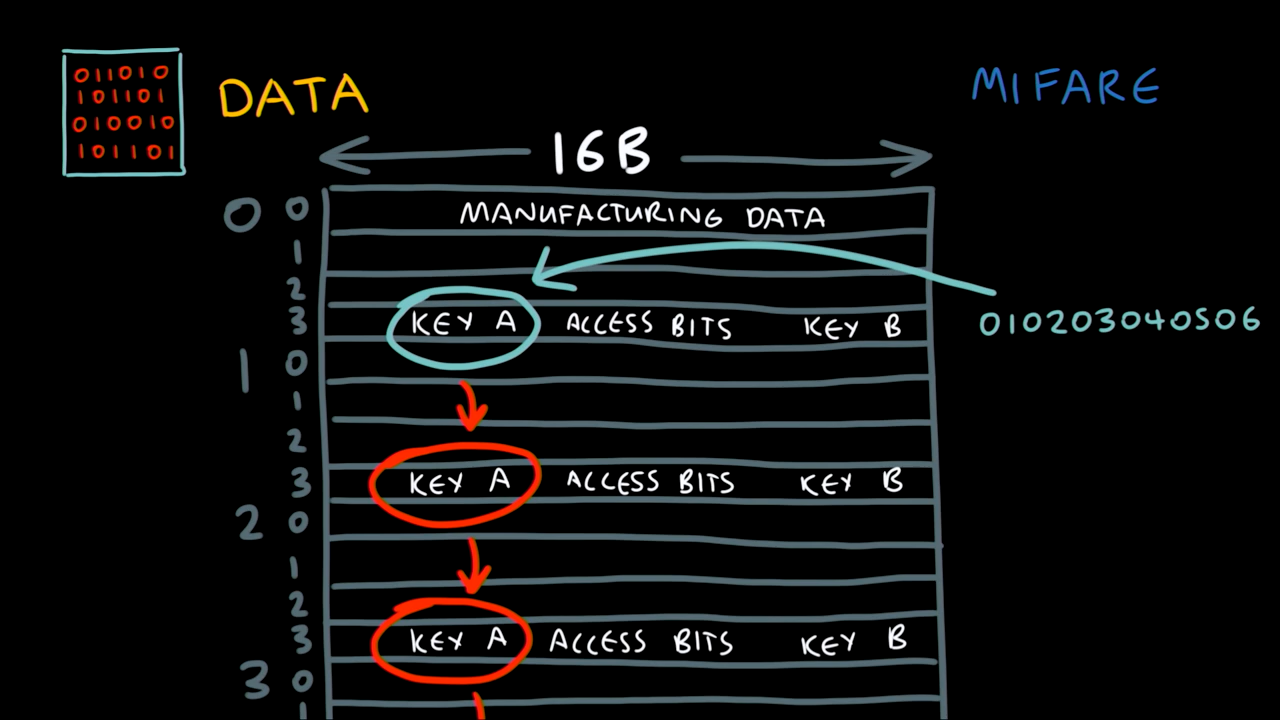 011010
101101
010010
101101
DATA
MIFARE
16B
0 0 MANUFACTURING DATA
1
2
3 KEY A ACCESS BITS KEY B
010203040506
1 0
1
2
3 KEY A ACCESS BITS KEY B
2 0
1
2
3 KEY A ACCESS BITS KEY B
3 0
1